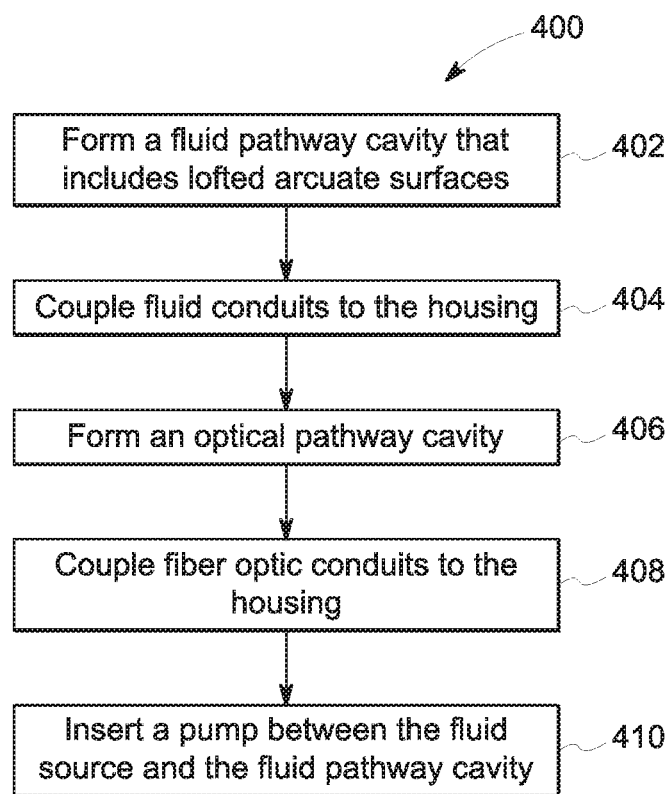 400
Form a fluid pathway cavity that
includes lofted arcuate surfaces
402
Couple fluid conduits to the housing
404
Form an optical pathway cavity
406
Couple fiber optic conduits to the
housing
408
Insert a pump between the fluid
source and the fluid pathway cavity
410